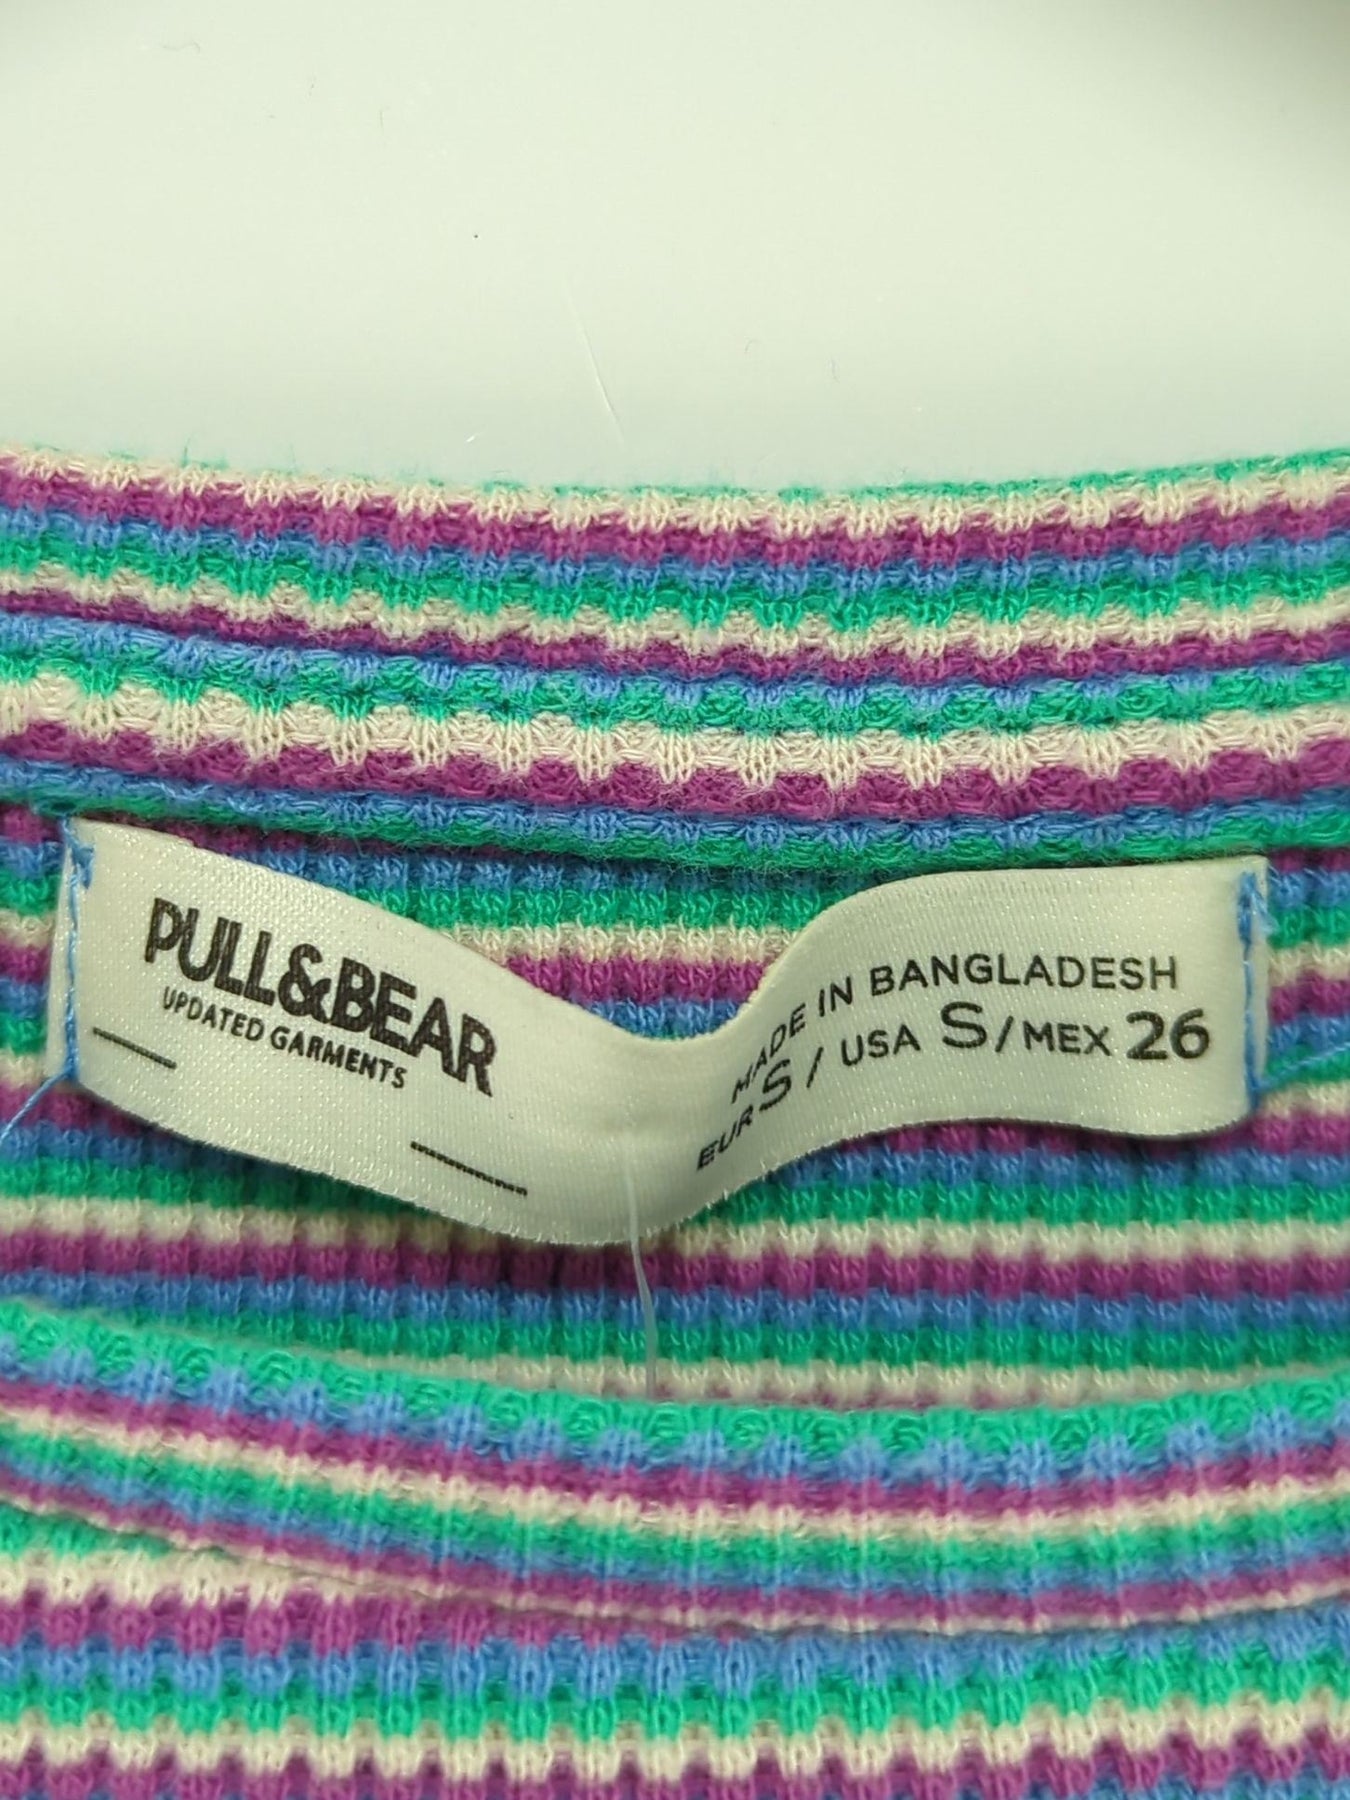 PULL&BEAR
UPDATED GARMENTS
MADE IN BANGLADESH
EUR S / USA S / MEX 26